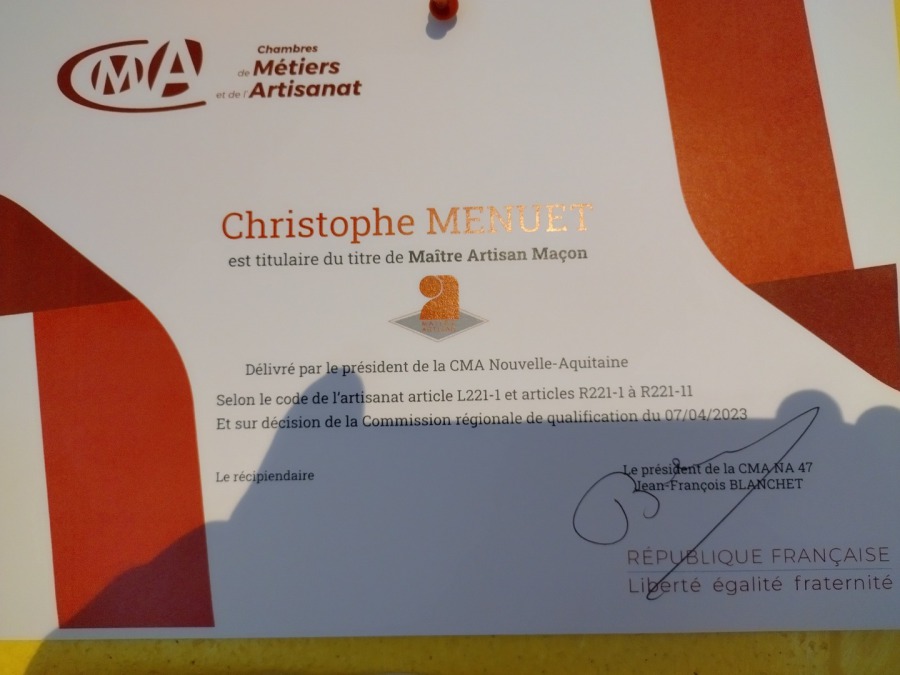 CMA
Chambres
de Métiers
et de l'Artisanat
Christophe MENUET
est titulaire du titre de Maître Artisan Maçon
MAÎTRE
ARTISAN
Délivré par le président de la CMA Nouvelle-Aquitaine
Selon le code de l'artisanat article L221-1 et articles R221-1 à R221-11
Et sur décision de la Commission régionale de qualification du 07/04/2023
Le récipiendaire
Le président de la CMA NA 47
Jean-François BLANCHET
RÉPUBLIQUE FRANÇAISE
Liberté égalité fraternité